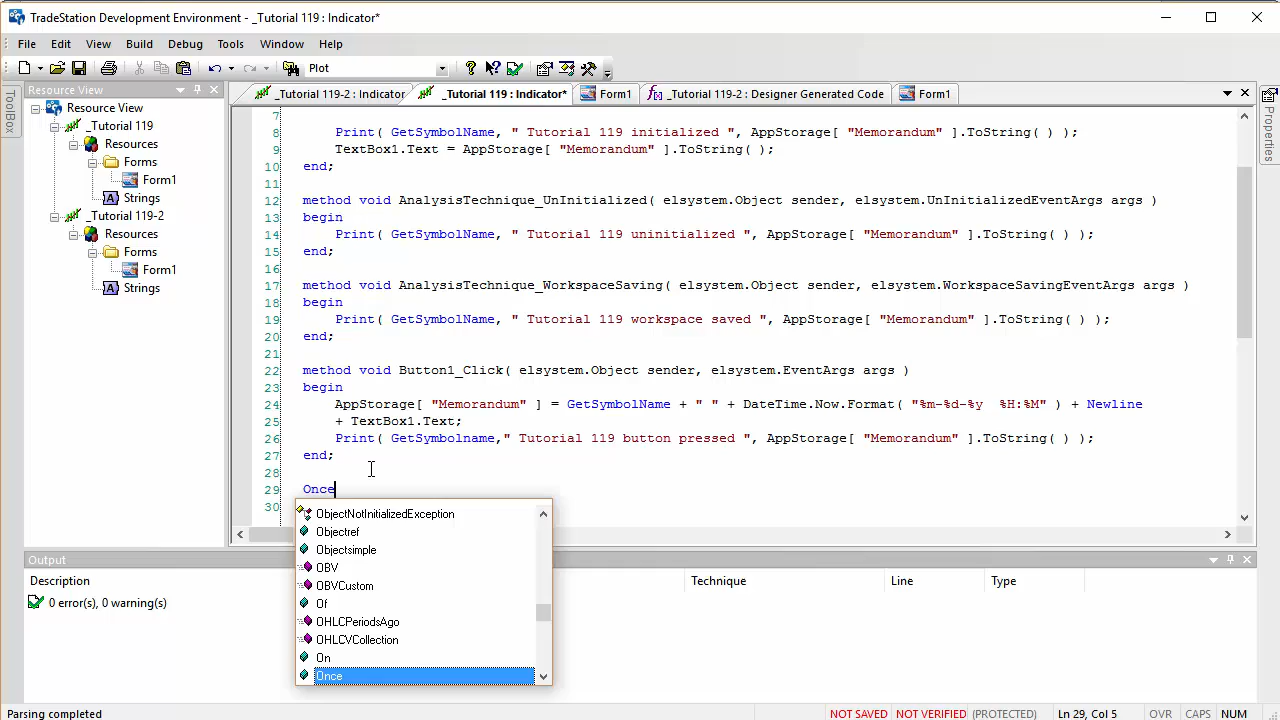 TradeStation Development Environment - _Tutorial 119 : Indicator*
File Edit View Build Debug Tools Window Help
Plot
Resource View
_Tutorial 119-2 : Indicator
_Tutorial 119 : Indicator*
Form1
_Tutorial 119-2 : Designer Generated Code
Form1
ToolBox
Properties
Resource View
_Tutorial 119
Resources
Forms
Form1
Strings
_Tutorial 119-2
Resources
Forms
Form1
Strings
7
8 Print( GetSymbolName, " Tutorial 119 initialized ", AppStorage[ "Memorandum" ].ToString( ) );
9 TextBox1.Text = AppStorage[ "Memorandum" ].ToString( );
10 end;
11
12 method void AnalysisTechnique_UnInitialized( elsystem.Object sender, elsystem.UnInitializedEventArgs args )
13 begin
14 Print( GetSymbolName, " Tutorial 119 uninitialized ", AppStorage[ "Memorandum" ].ToString( ) );
15 end;
16
17 method void AnalysisTechnique_WorkspaceSaving( elsystem.Object sender, elsystem.WorkspaceSavingEventArgs args )
18 begin
19 Print( GetSymbolName, " Tutorial 119 workspace saved ", AppStorage[ "Memorandum" ].ToString( ) );
20 end;
21
22 method void Button1_Click( elsystem.Object sender, elsystem.EventArgs args )
23 begin
24 AppStorage[ "Memorandum" ] = GetSymbolName + " " + DateTime.Now.Format( "%m-%d-%y  %H:%M" ) + Newline
25 + TextBox1.Text;
26 Print( GetSymbolname," Tutorial 119 button pressed ", AppStorage[ "Memorandum" ].ToString( ) );
27 end;
28
29 Once
30
ObjectNotInitializedException
Objectref
Objectsimple
OBV
OBVCustom
Of
OHLCPeriodsAgo
OHLCVCollection
On
Once
Output
Description Technique Line Type
0 error(s), 0 warning(s)
Parsing completed NOT SAVED NOT VERIFIED (PROTECTED) Ln 29, Col 5 OVR CAPS NUM